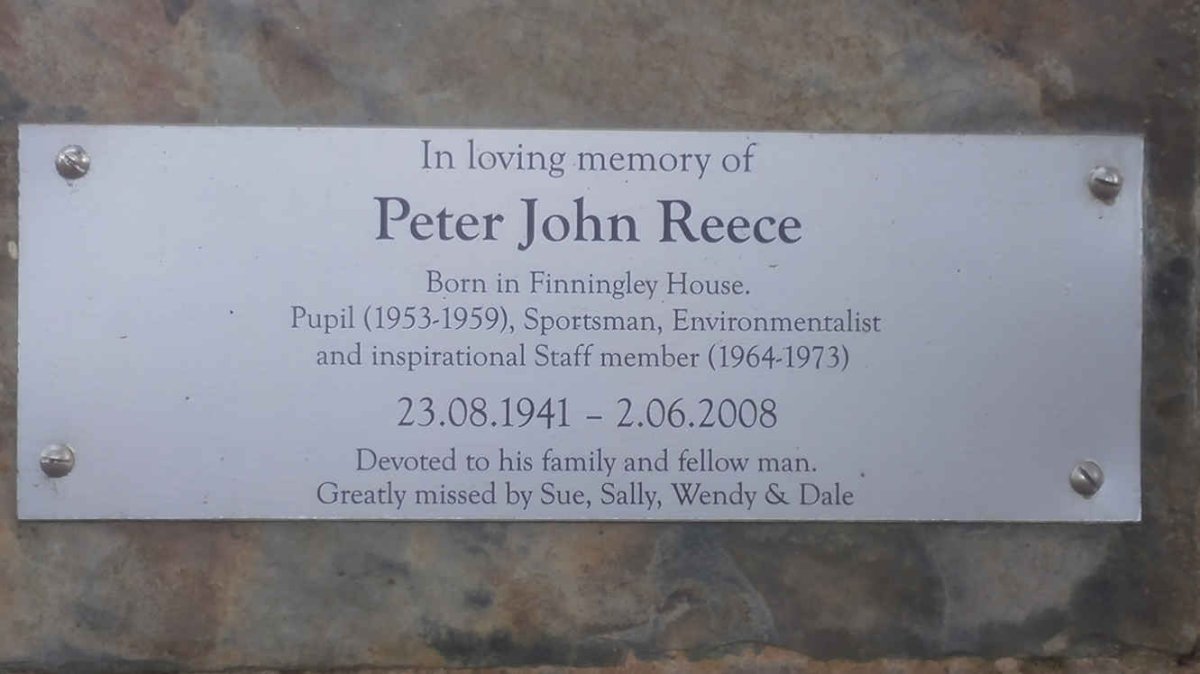 In loving memory of
Peter John Reece
Born in Finningley House.
Pupil (1953-1959), Sportsman, Environmentalist
and inspirational Staff member (1964-1973)
23.08.1941 – 2.06.2008
Devoted to his family and fellow man.
Greatly missed by Sue, Sally, Wendy & Dale